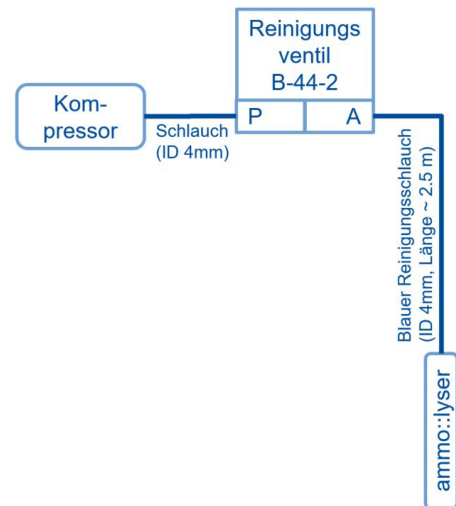 Reinigungs
ventil
B-44-2
Kom-
pressor
P
A
Schlauch
(ID 4mm)
Blauer Reinigungsschlauch
(ID 4mm, Länge ~ 2.5 m)
ammo::lyser